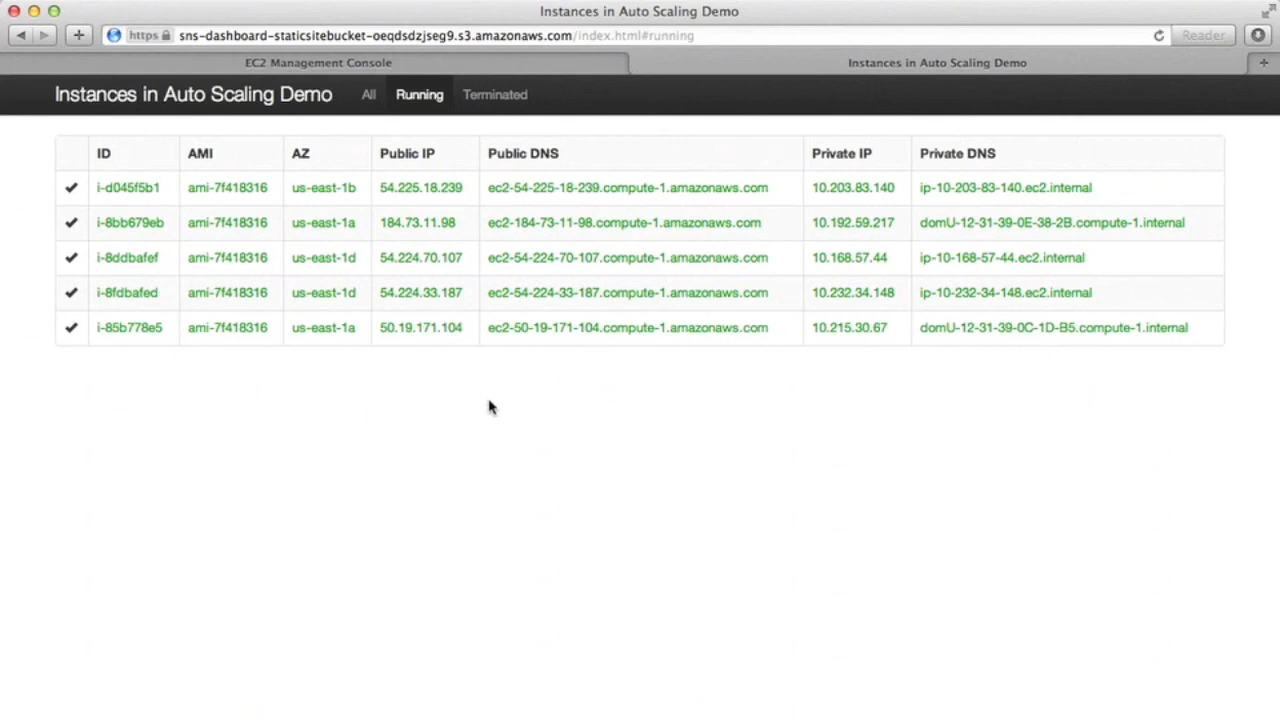 Instances in Auto Scaling Demo
https sns-dashboard-staticsitebucket-oeqdsdzjseg9.s3.amazonaws.com/index.html#running Reader
EC2 Management Console Instances in Auto Scaling Demo
Instances in Auto Scaling Demo All Running Terminated
ID AMI AZ Public IP Public DNS Private IP Private DNS
i-d045f5b1 ami-7f418316 us-east-1b 54.225.18.239 ec2-54-225-18-239.compute-1.amazonaws.com 10.203.83.140 ip-10-203-83-140.ec2.internal
i-8bb679eb ami-7f418316 us-east-1a 184.73.11.98 ec2-184-73-11-98.compute-1.amazonaws.com 10.192.59.217 domU-12-31-39-0E-38-2B.compute-1.internal
i-8ddbafef ami-7f418316 us-east-1d 54.224.70.107 ec2-54-224-70-107.compute-1.amazonaws.com 10.168.57.44 ip-10-168-57-44.ec2.internal
i-8fdbafed ami-7f418316 us-east-1d 54.224.33.187 ec2-54-224-33-187.compute-1.amazonaws.com 10.232.34.148 ip-10-232-34-148.ec2.internal
i-85b778e5 ami-7f418316 us-east-1a 50.19.171.104 ec2-50-19-171-104.compute-1.amazonaws.com 10.215.30.67 domU-12-31-39-0C-1D-B5.compute-1.internal